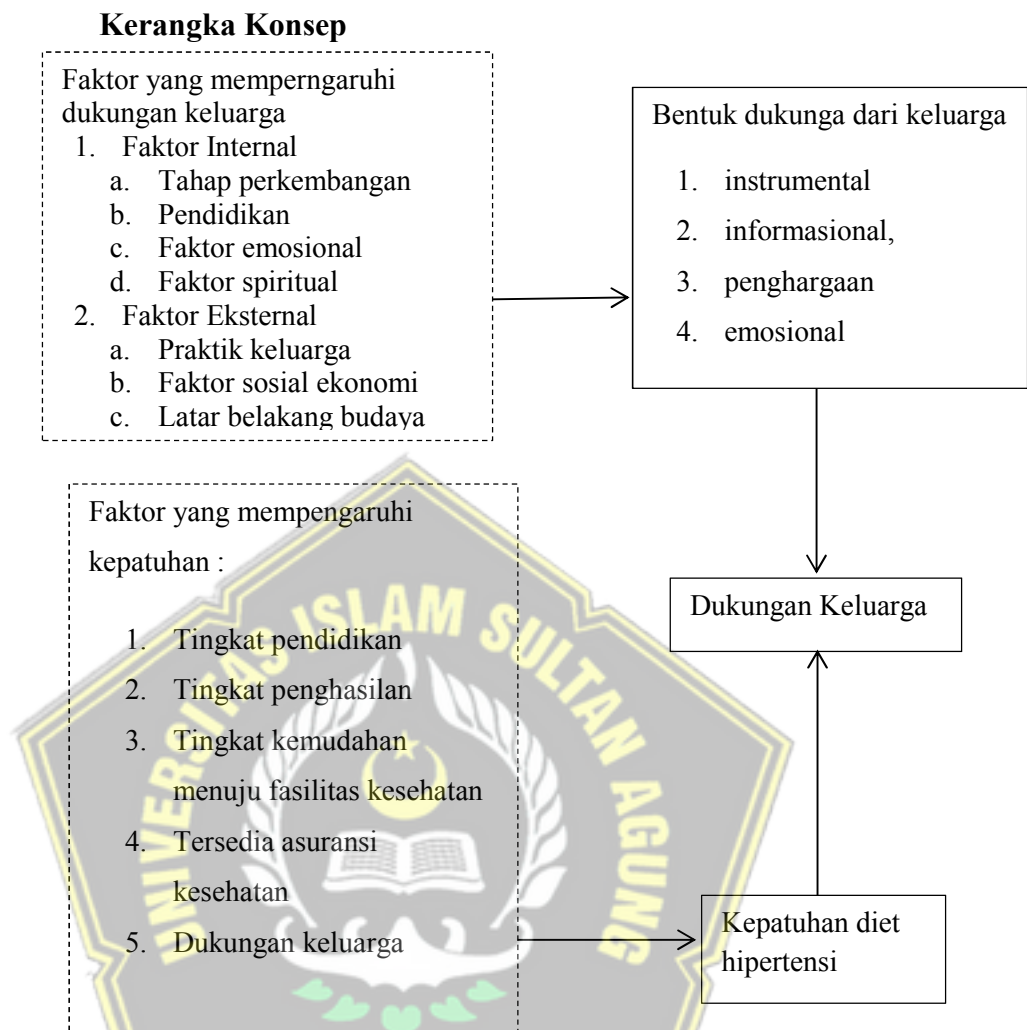 Kerangka Konsep
Faktor yang memperngaruhi
dukungan keluarga
1. Faktor Internal
a. Tahap perkembangan
b. Pendidikan
c. Faktor emosional
d. Faktor spiritual
2. Faktor Eksternal
a. Praktik keluarga
b. Faktor sosial ekonomi
c. Latar belakang budaya
Bentuk dukunga dari keluarga
1. instrumental
2. informasional,
3. penghargaan
4. emosional
Faktor yang mempengaruhi
kepatuhan :
1. Tingkat pendidikan
2. Tingkat penghasilan
3. Tingkat kemudahan
menuju fasilitas kesehatan
4. Tersedia asuransi
kesehatan
5. Dukungan keluarga
Dukungan Keluarga
Kepatuhan diet
hipertensi
UNIVERSITAS ISLAM SULTAN AGUNG